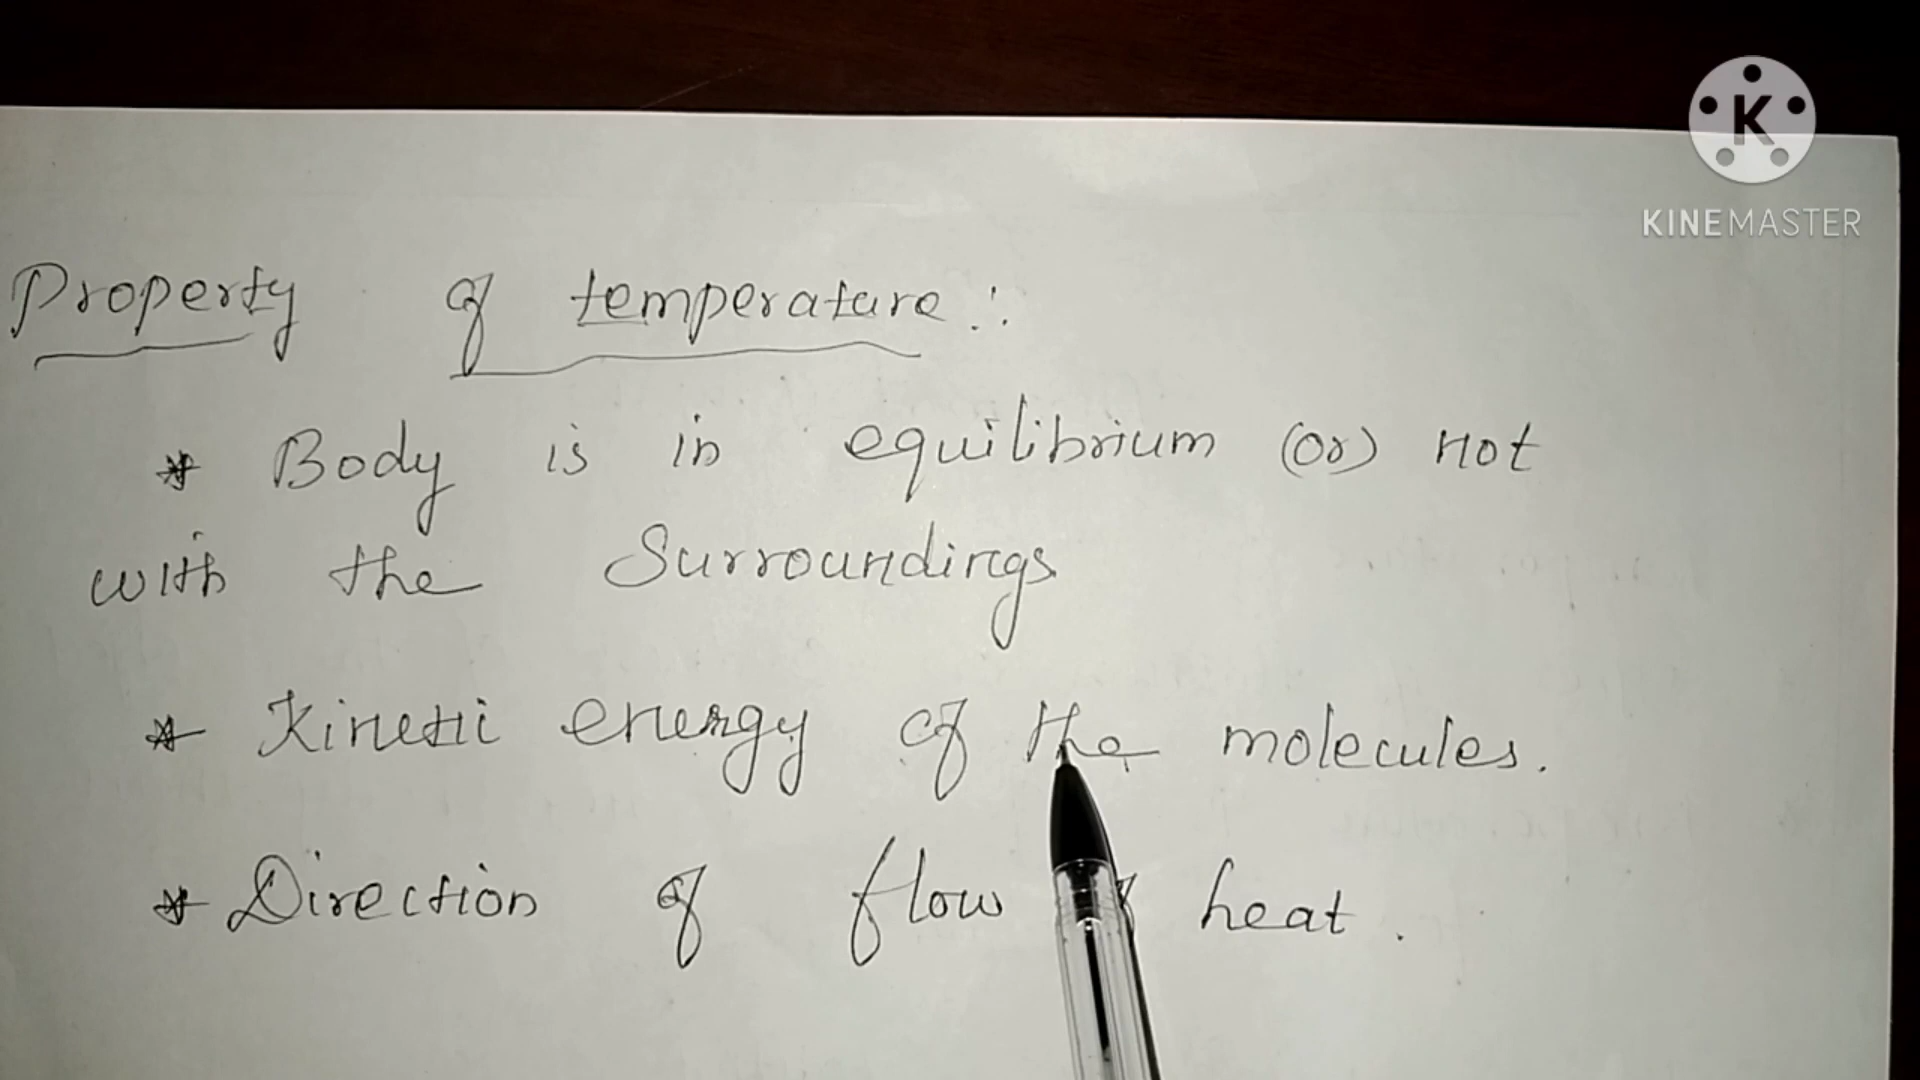 K
KINEMASTER
Property of temperature :
* Body is in equilibrium (or) not
with the Surroundings
* Kinetic energy of the molecules.
* Direction of flow heat.